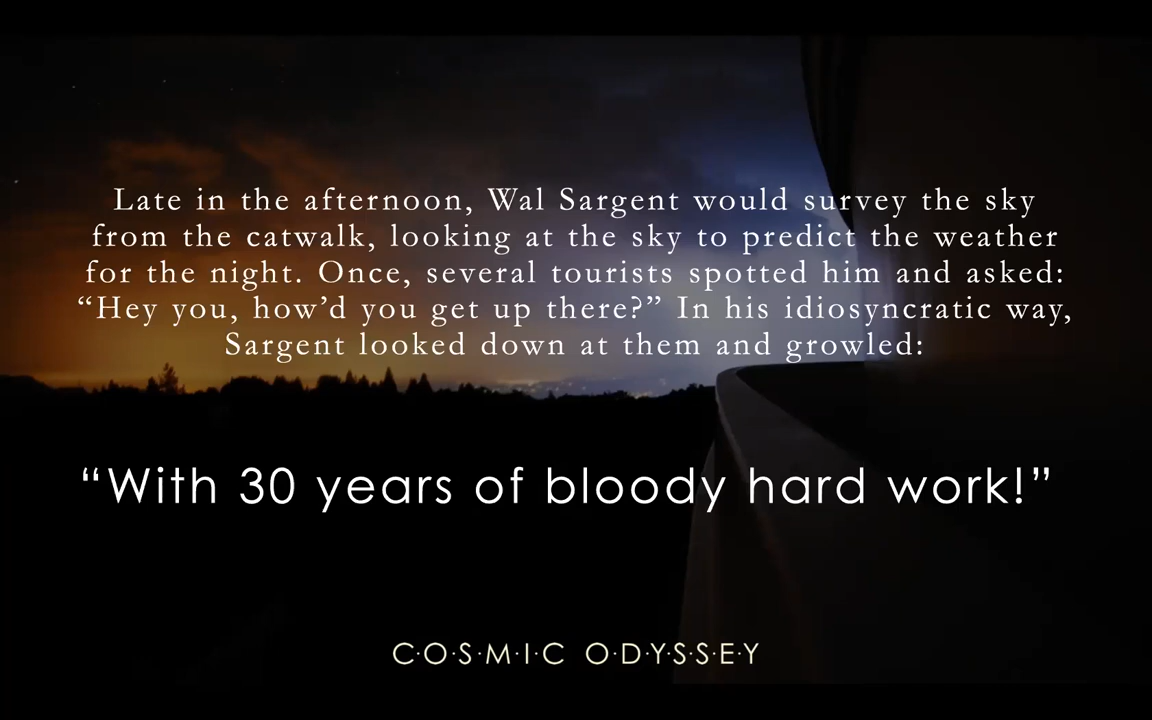 Late in the afternoon, Wal Sargent would survey the sky
from the catwalk, looking at the sky to predict the weather
for the night. Once, several tourists spotted him and asked:
“Hey you, how’d you get up there?” In his idiosyncratic way,
Sargent looked down at them and growled:
“With 30 years of bloody hard work!”
C·O·S·M·I·C O·D·Y·S·S·E·Y